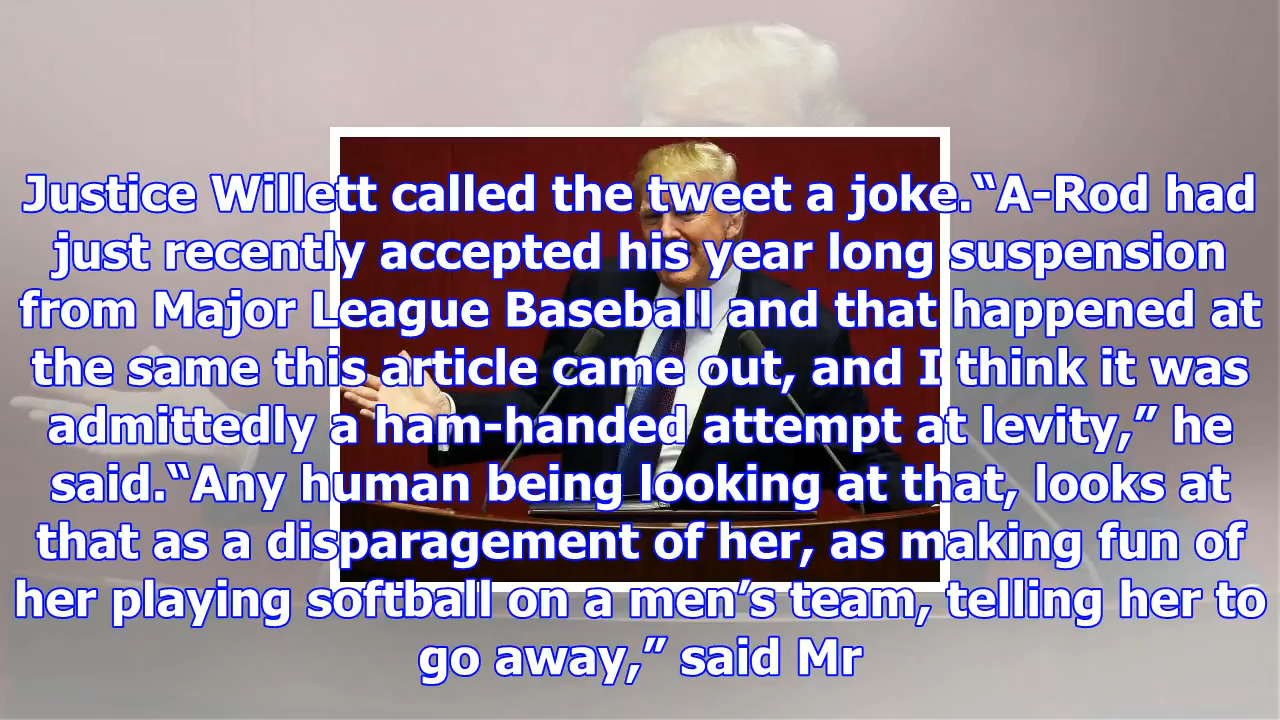 Justice Willett called the tweet a joke.“A-Rod had
just recently accepted his year long suspension
from Major League Baseball and that happened at
the same this article came out, and I think it was
admittedly a ham-handed attempt at levity,” he
said.“Any human being looking at that, looks at
that as a disparagement of her, as making fun of
her playing softball on a men’s team, telling her to
go away,” said Mr